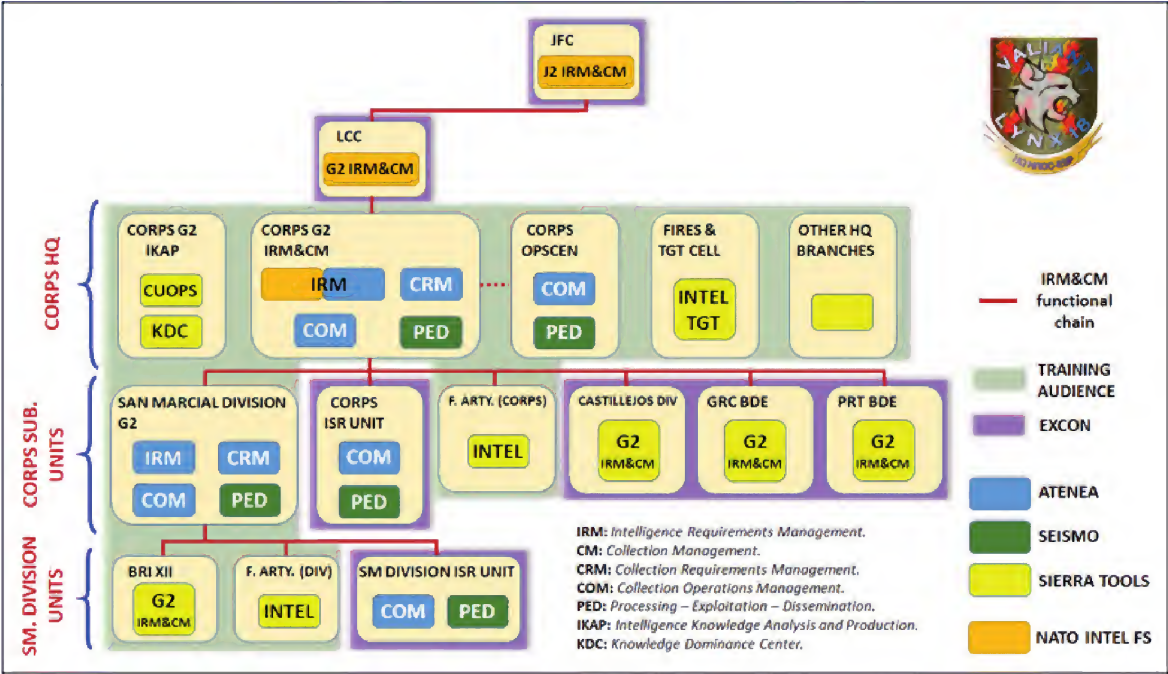 JFC
J2 IRM&CM
LCC
G2 IRM&CM
VALIANT
LYNX 18
CORPS HQ
CORPS G2
IKAP
CUOPS
KDC
CORPS G2
IRM&CM
IRM
CRM
COM
PED
CORPS
OPSCEN
COM
PED
FIRES &
TGT CELL
INTEL
TGT
OTHER HQ
BRANCHES
IRM&CM
functional
chain
TRAINING
AUDIENCE
EXCON
CORPS SUB.
UNITS
SAN MARCIAL DIVISION
G2
IRM
CRM
COM
PED
CORPS
ISR UNIT
COM
PED
F. ARTY. (CORPS)
INTEL
CASTILLEJOS DIV
G2
IRM&CM
GRC BDE
G2
IRM&CM
PRT BDE
G2
IRM&CM
ATENEA
SEISMO
SIERRA TOOLS
NATO INTEL FS
SM. DIVISION
UNITS
BRI XII
G2
IRM&CM
F. ARTY. (DIV)
INTEL
SM DIVISION ISR UNIT
COM
PED
IRM: Intelligence Requirements Management.
CM: Collection Management.
CRM: Collection Requirements Management.
COM: Collection Operations Management.
PED: Processing – Exploitation – Dissemination.
IKAP: Intelligence Knowledge Analysis and Production.
KDC: Knowledge Dominance Center.